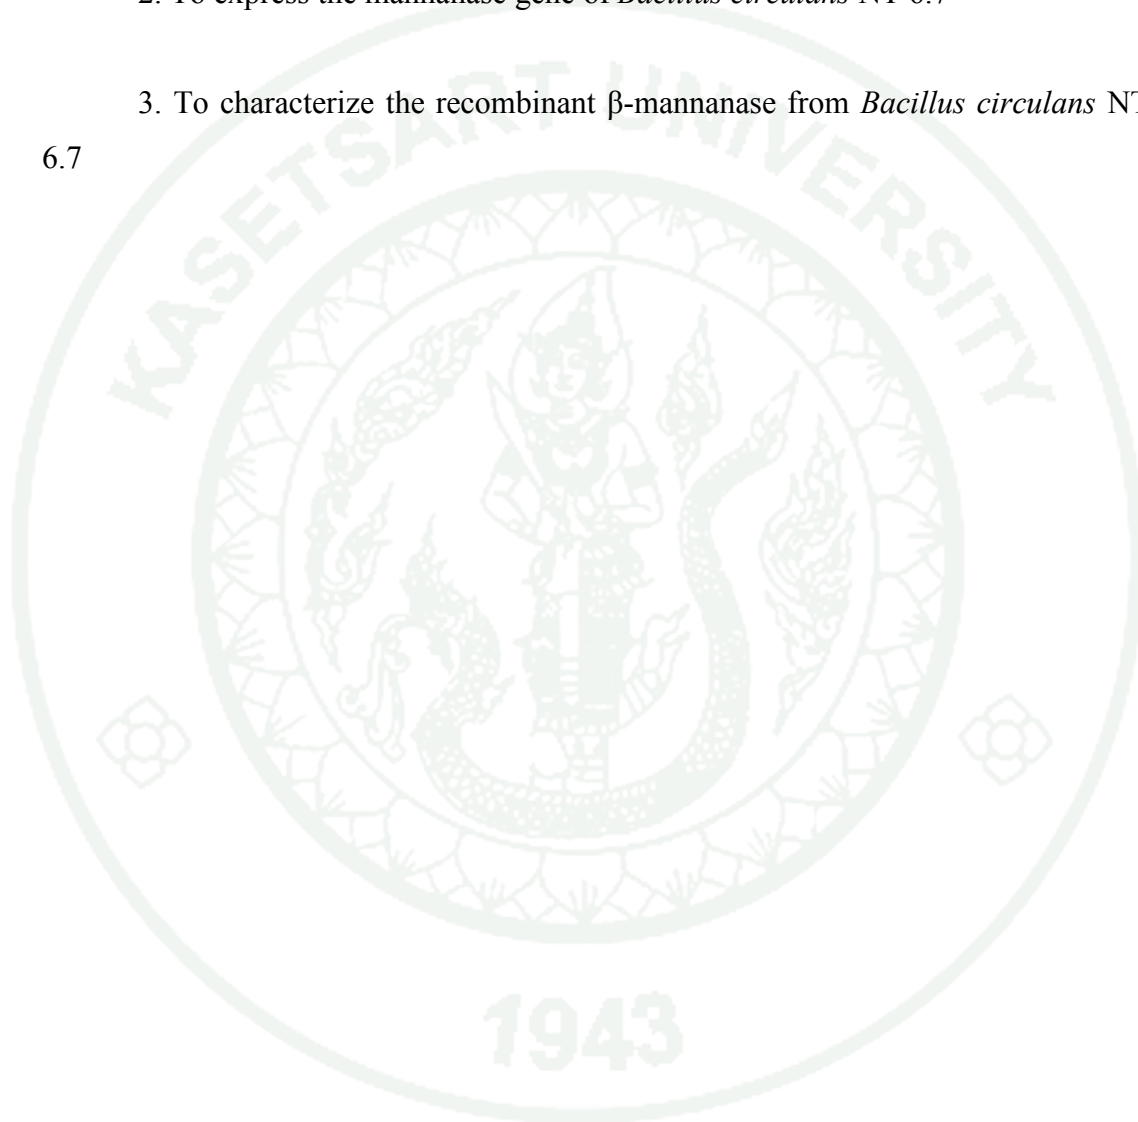 2. To express the mannanase gene of Bacillus circulans NT 6.7
3. To characterize the recombinant β-mannanase from Bacillus circulans NT
6.7
KASETSART UNIVERSITY
1943